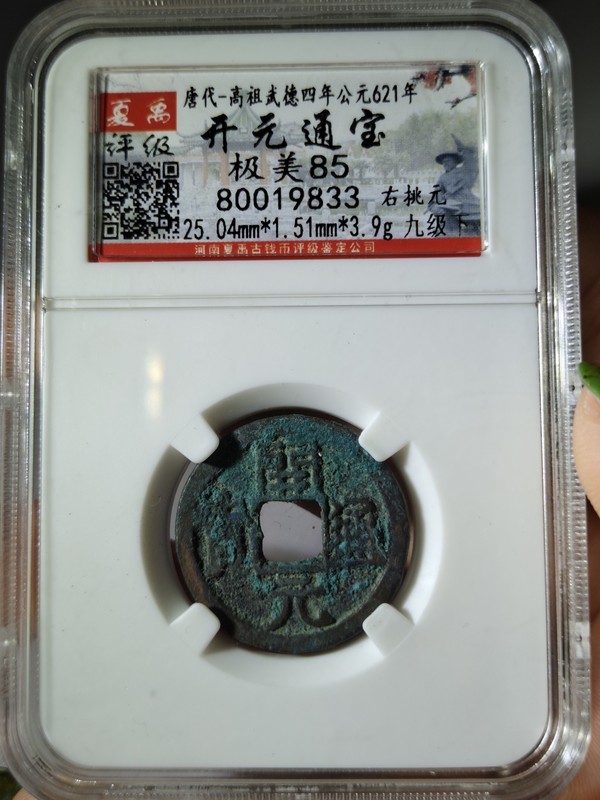 唐代-高祖武德四年公元621年
夏禹
评级
开元通宝
极美85
80019833 右挑元
25.04mm*1.51mm*3.9g 九级下
河南夏禹古钱币评级鉴定公司
開元通寶